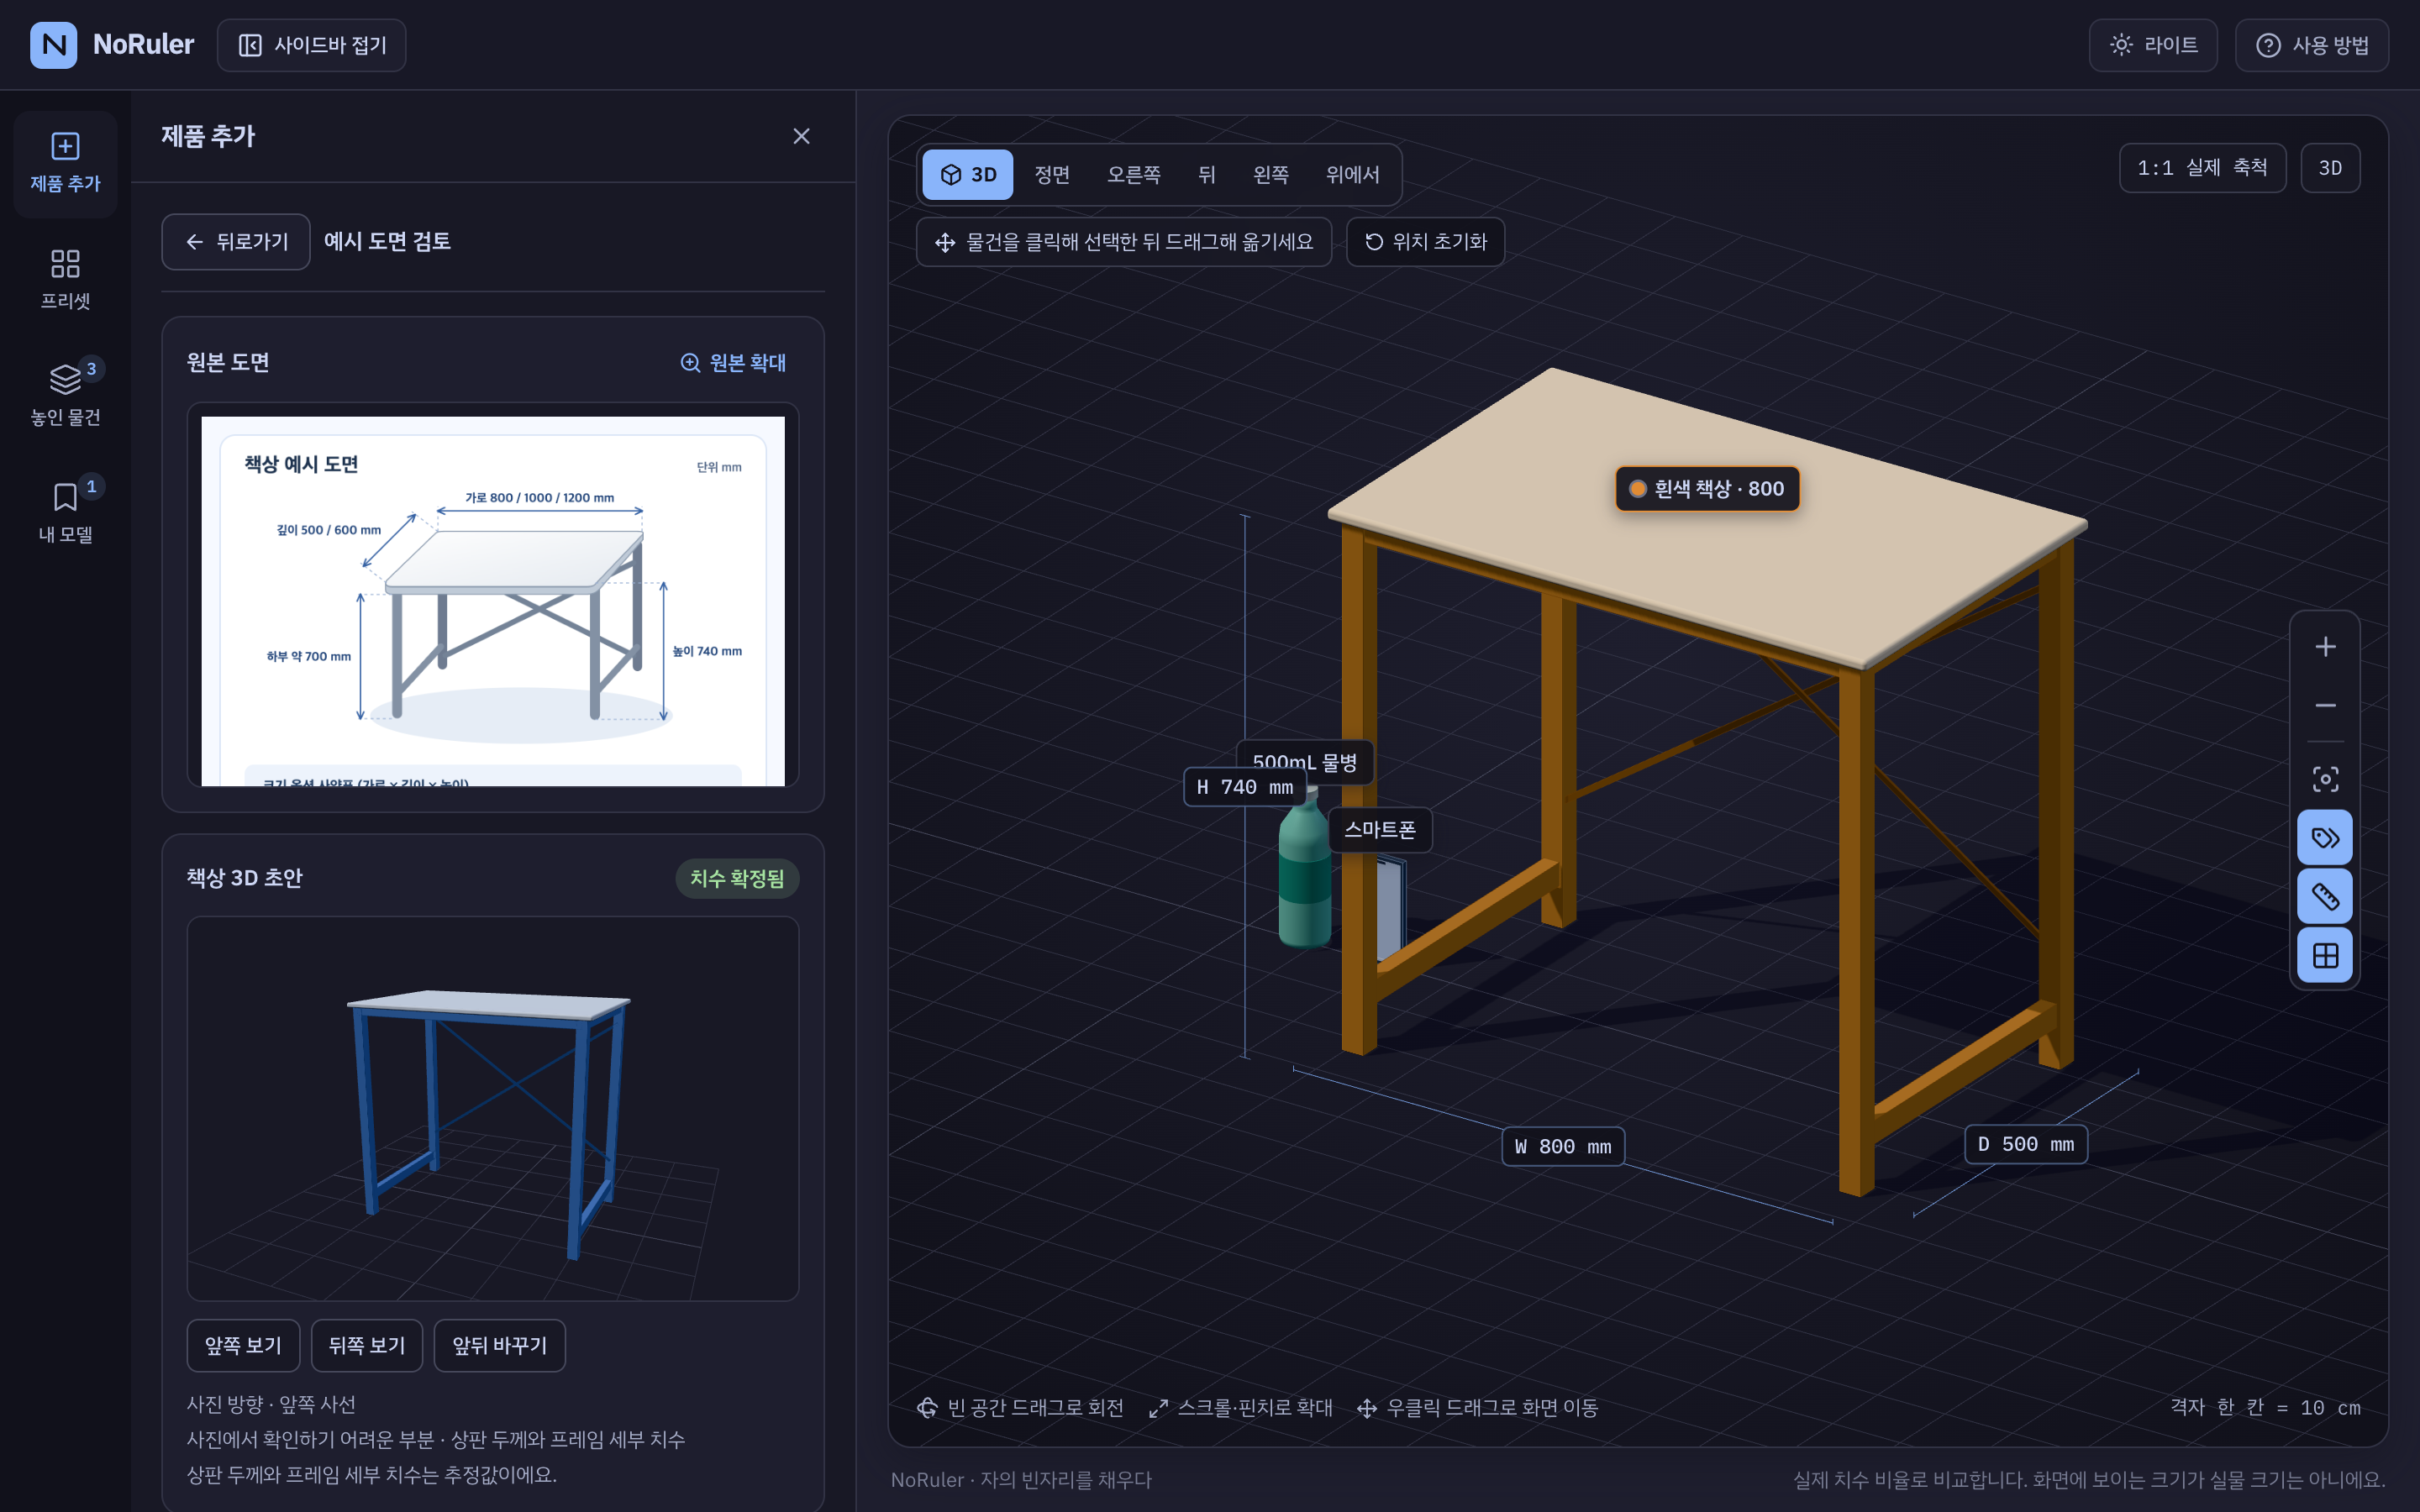 NoRuler
사이드바 접기
라이트
사용 방법
제품 추가
프리셋
3
놓인 물건
1
내 모델
제품 추가
뒤로가기
예시 도면 검토
원본 도면
원본 확대
책상 예시 도면
단위 mm
가로 800 / 1000 / 1200 mm
깊이 500 / 600 mm
하부 약 700 mm
높이 740 mm
크기 옵션 사양표 (가로 × 깊이 × 높이)
책상 3D 초안
치수 확정됨
앞쪽 보기
뒤쪽 보기
앞뒤 바꾸기
사진 방향 · 앞쪽 사선
사진에서 확인하기 어려운 부분 · 상판 두께와 프레임 세부 치수
상판 두께와 프레임 세부 치수는 추정값이에요.
3D
정면
오른쪽
뒤
왼쪽
위에서
1:1 실제 축척
3D
물건을 클릭해 선택한 뒤 드래그해 옮기세요
위치 초기화
흰색 책상 · 800
500mL 물병
H 740 mm
스마트폰
W 800 mm
D 500 mm
빈 공간 드래그로 회전
스크롤·핀치로 확대
우클릭 드래그로 화면 이동
격자 한 칸 = 10 cm
NoRuler · 자의 빈자리를 채우다
실제 치수 비율로 비교합니다. 화면에 보이는 크기가 실물 크기는 아니에요.